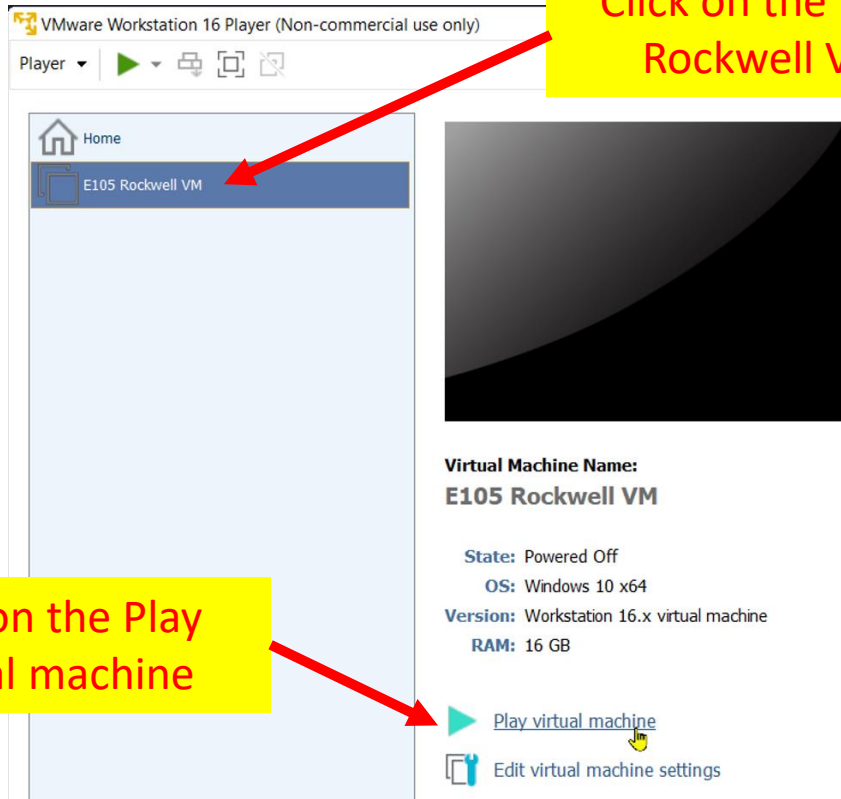 VMware Workstation 16 Player (Non-commercial use only)
Click on the
Rockwell
Player
Home
E105 Rockwell VM
Virtual Machine Name:
E105 Rockwell VM
State: Powered Off
OS: Windows 10 x64
Version: Workstation 16.x virtual machine
RAM: 16 GB
on the Play
machine
Play virtual machine
Edit virtual machine settings